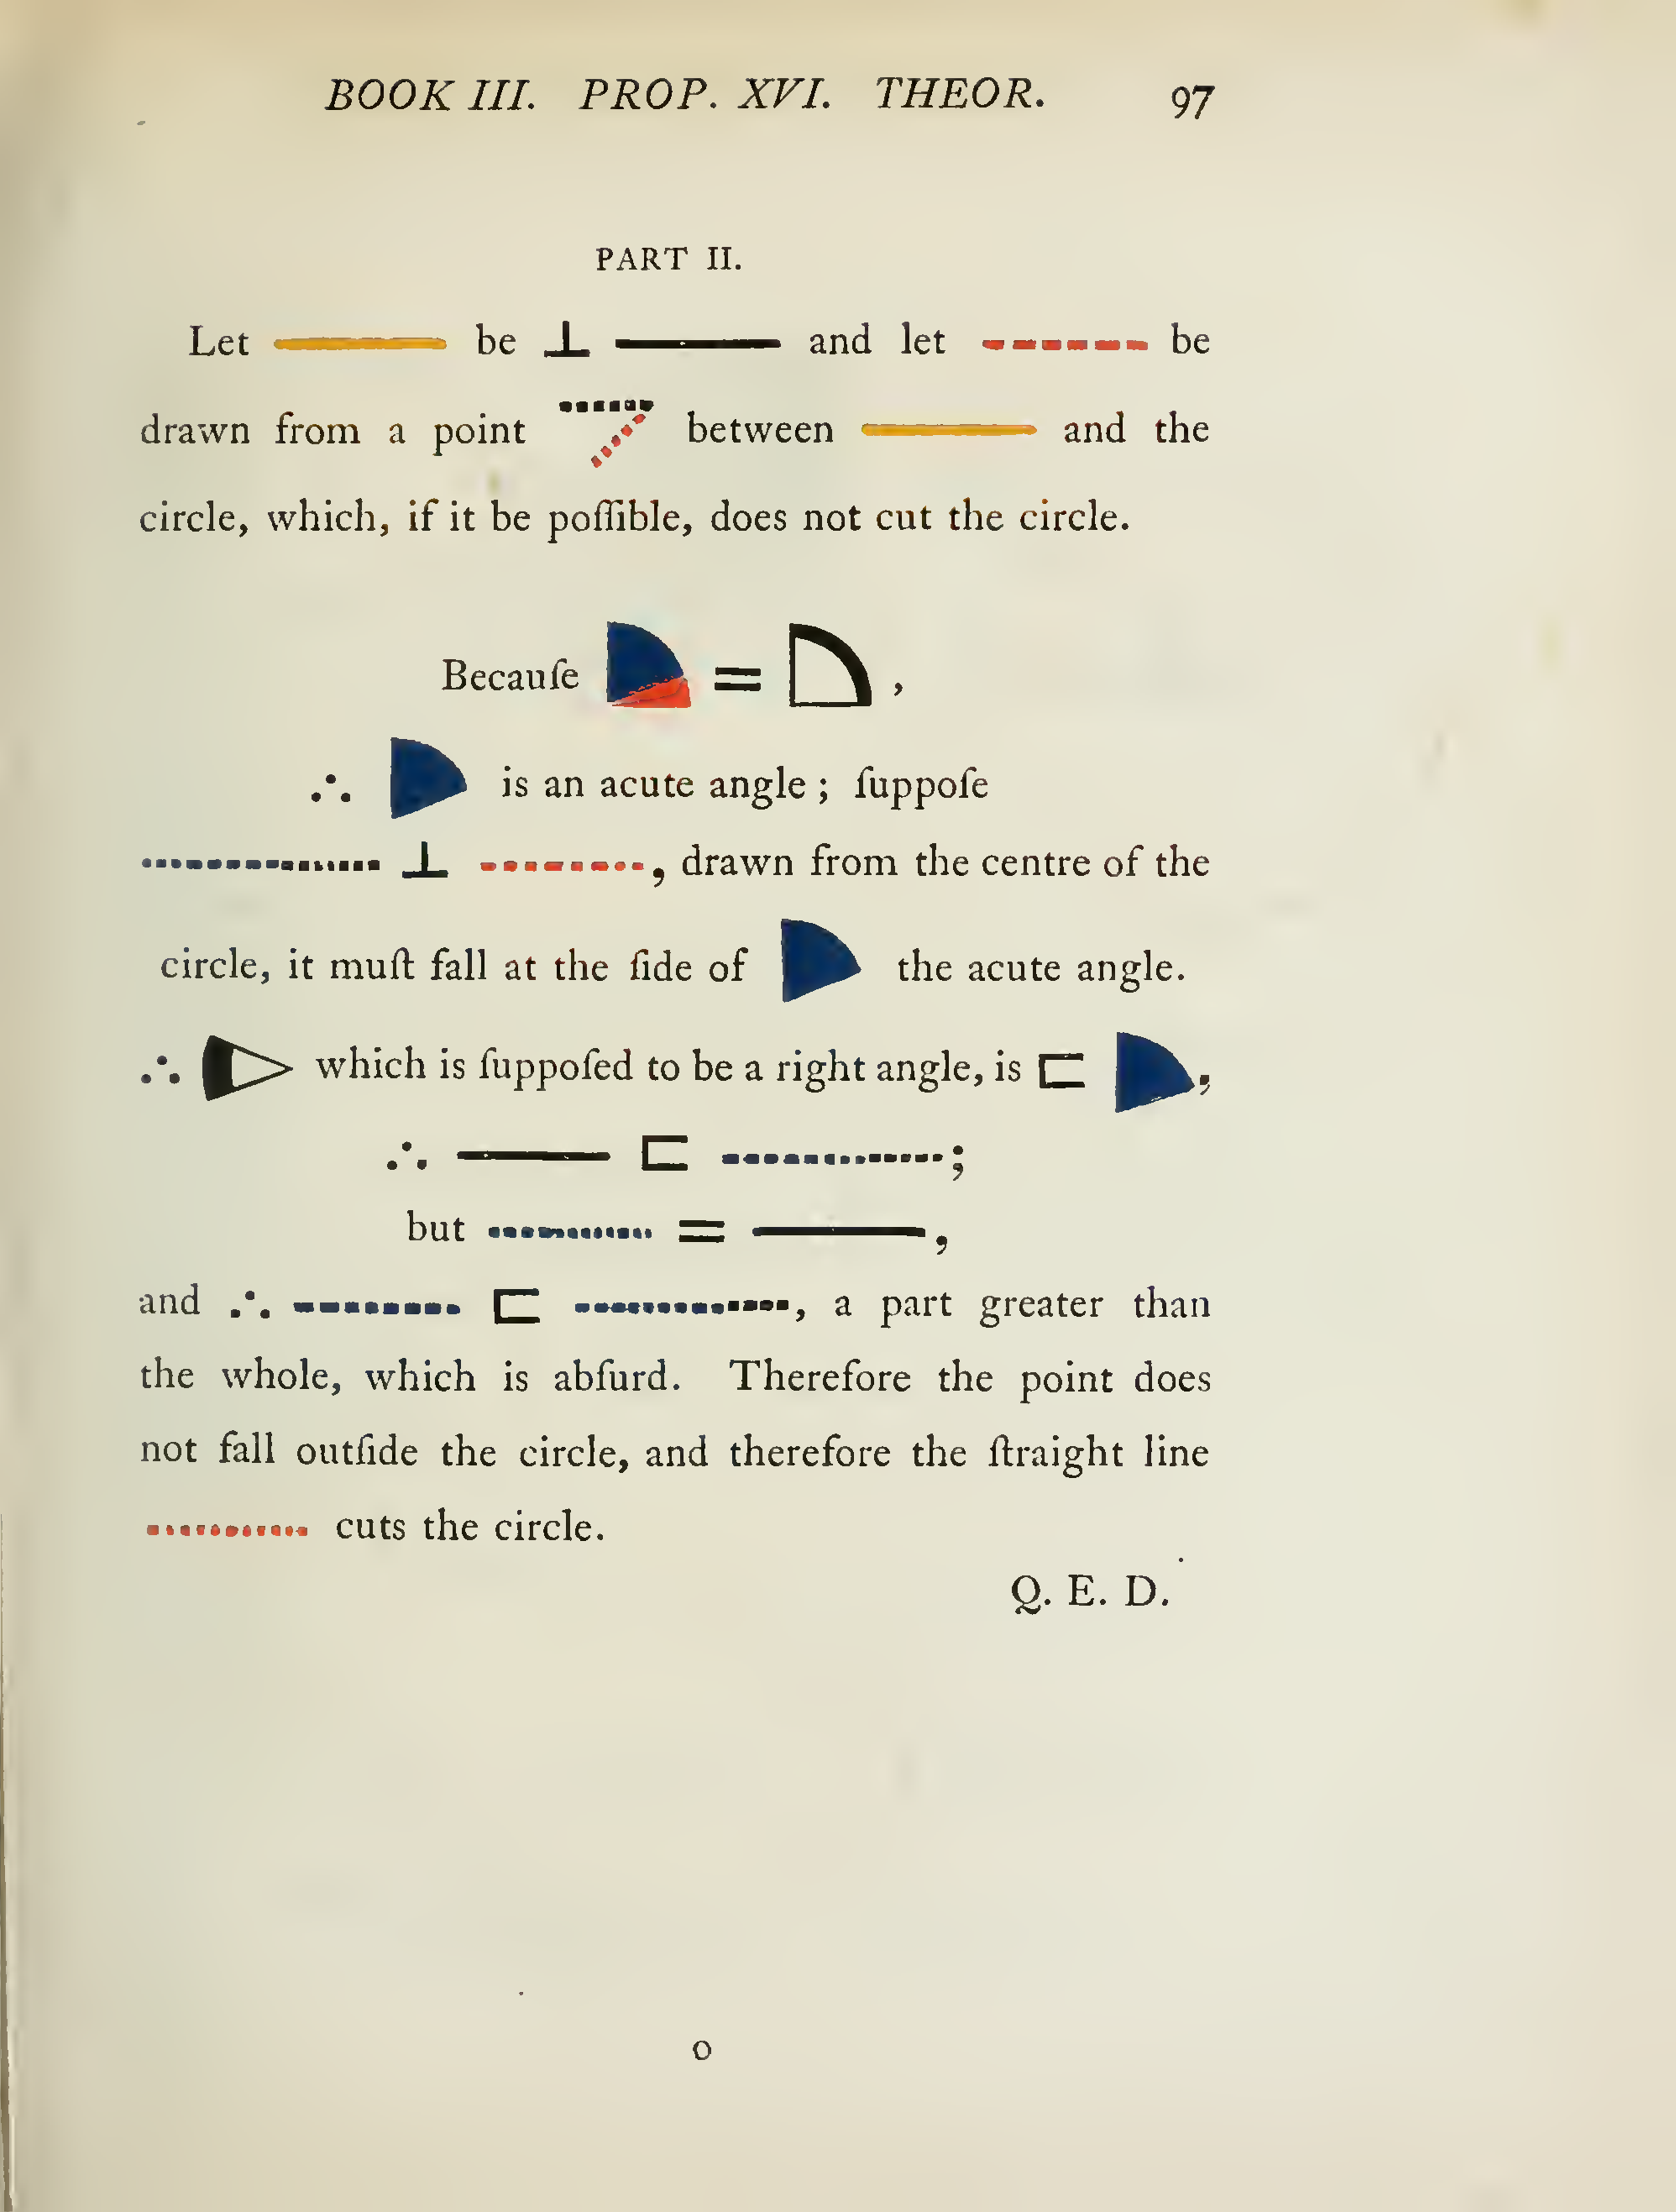 BOOK III. PROP. XVI. THEOR. 97
PART II.
Let be ⊥ and let be
drawn from a point between and the
circle, which, if it be poſſible, does not cut the circle.
Becauſe = ,
∴ is an acute angle ; ſuppoſe
⊥ , drawn from the centre of the
circle, it muſt fall at the ſide of the acute angle.
∴ which is ſuppoſed to be a right angle, is ⊏ ,
∴ ⊏ ;
but = ,
and ∴ ⊏ , a part greater than
the whole, which is abſurd. Therefore the point does
not fall outſide the circle, and therefore the ſtraight line
cuts the circle.
Q. E. D.
O